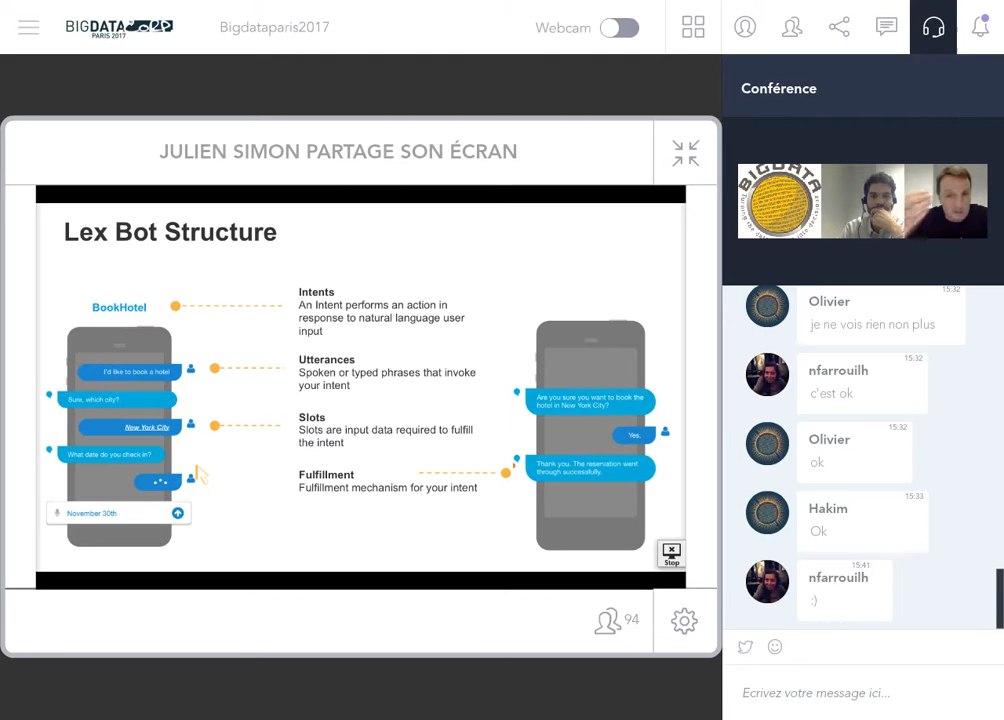 BIGDATA
PARIS 2017
Bigdataparis2017
Webcam
Conférence
JULIEN SIMON PARTAGE SON ÉCRAN
Lex Bot Structure
BookHotel
I'd like to book a hotel
Sure, which city?
New York City
What date do you check in?
November 30th
Intents
An Intent performs an action in
response to natural language user
input
Utterances
Spoken or typed phrases that invoke
your intent
Slots
Slots are input data required to fulfill
the intent
Fulfillment
Fulfillment mechanism for your intent
Are you sure you want to book the
hotel in New York City?
Yes.
Thank you. The reservation went
through successfully.
Stop
94
BIGDATA
15:32
Olivier
je ne vois rien non plus
15:32
nfarrouilh
c'est ok
15:32
Olivier
ok
15:33
Hakim
Ok
15:41
nfarrouilh
:)
Ecrivez votre message ici...